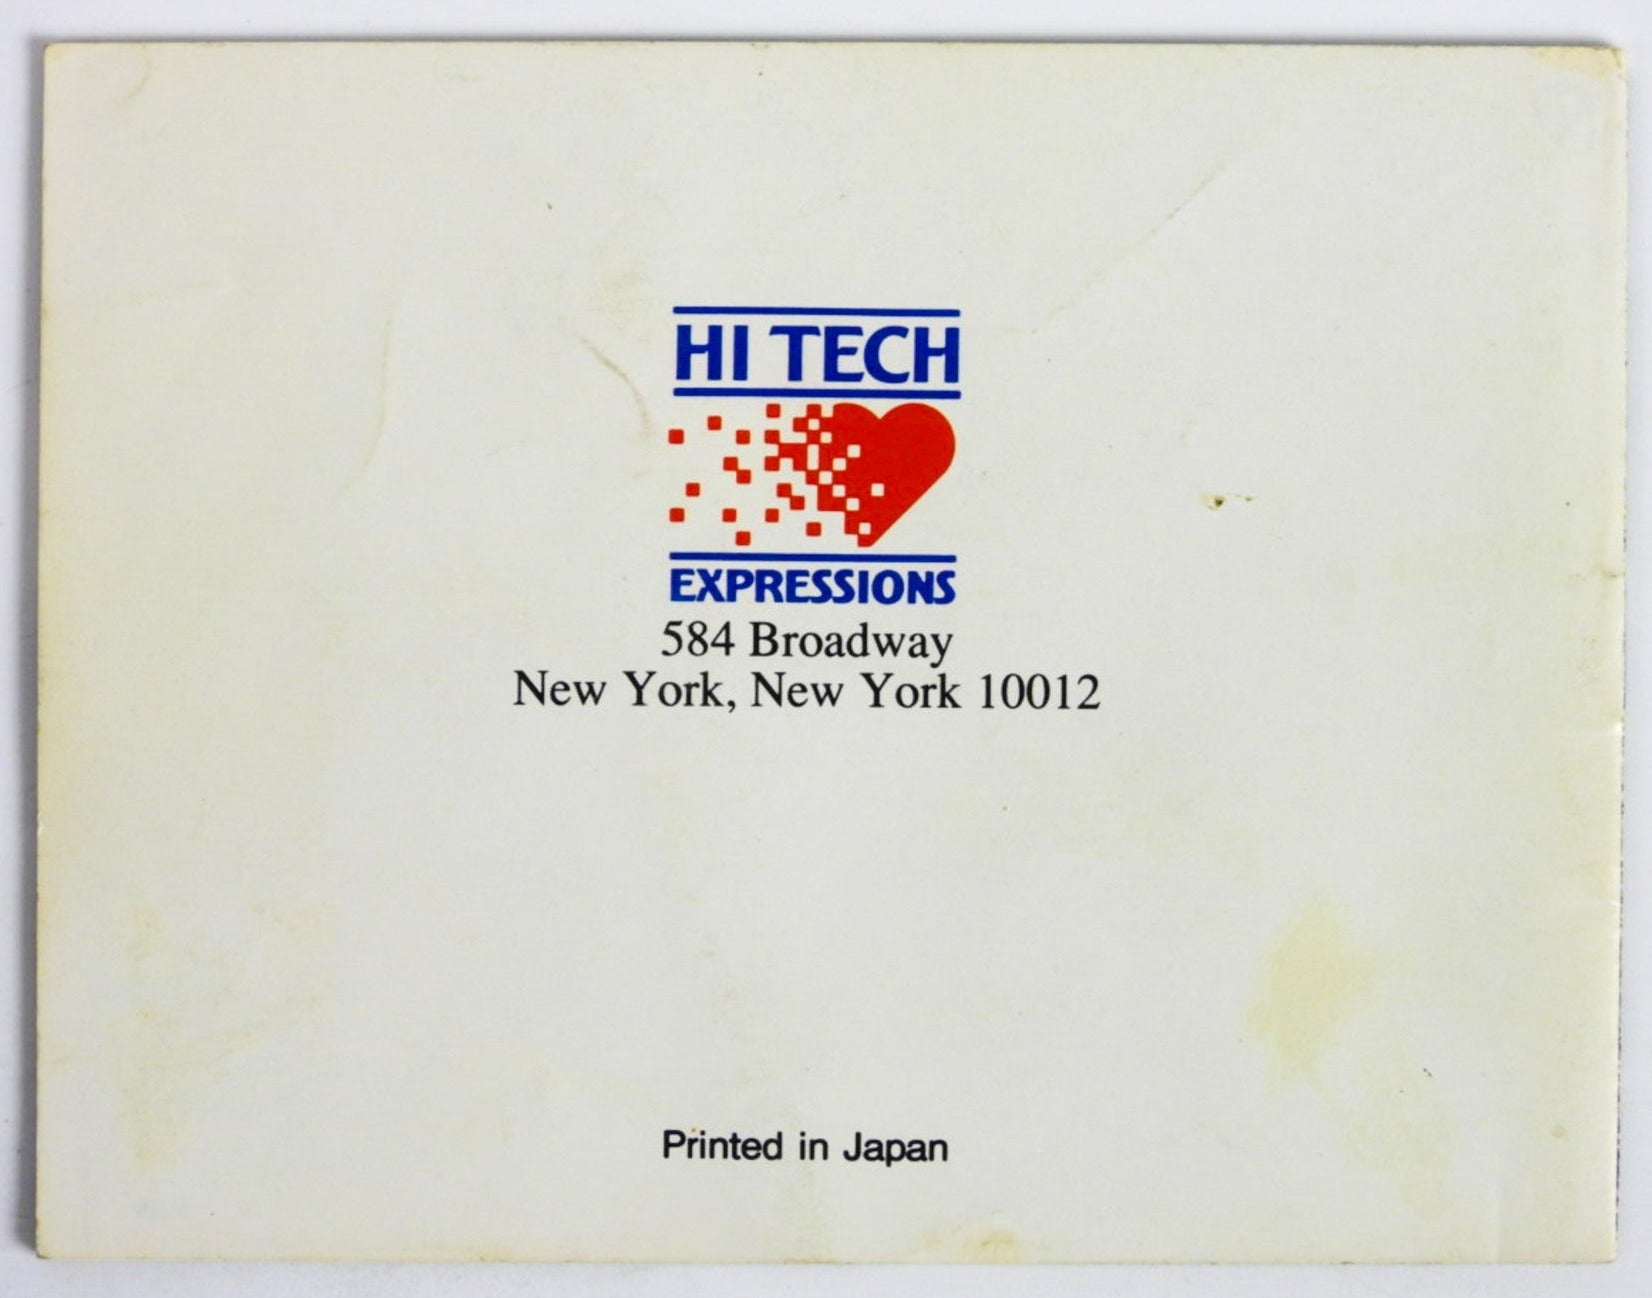 HI TECH
EXPRESSIONS
584 Broadway
New York, New York 10012
Printed in Japan